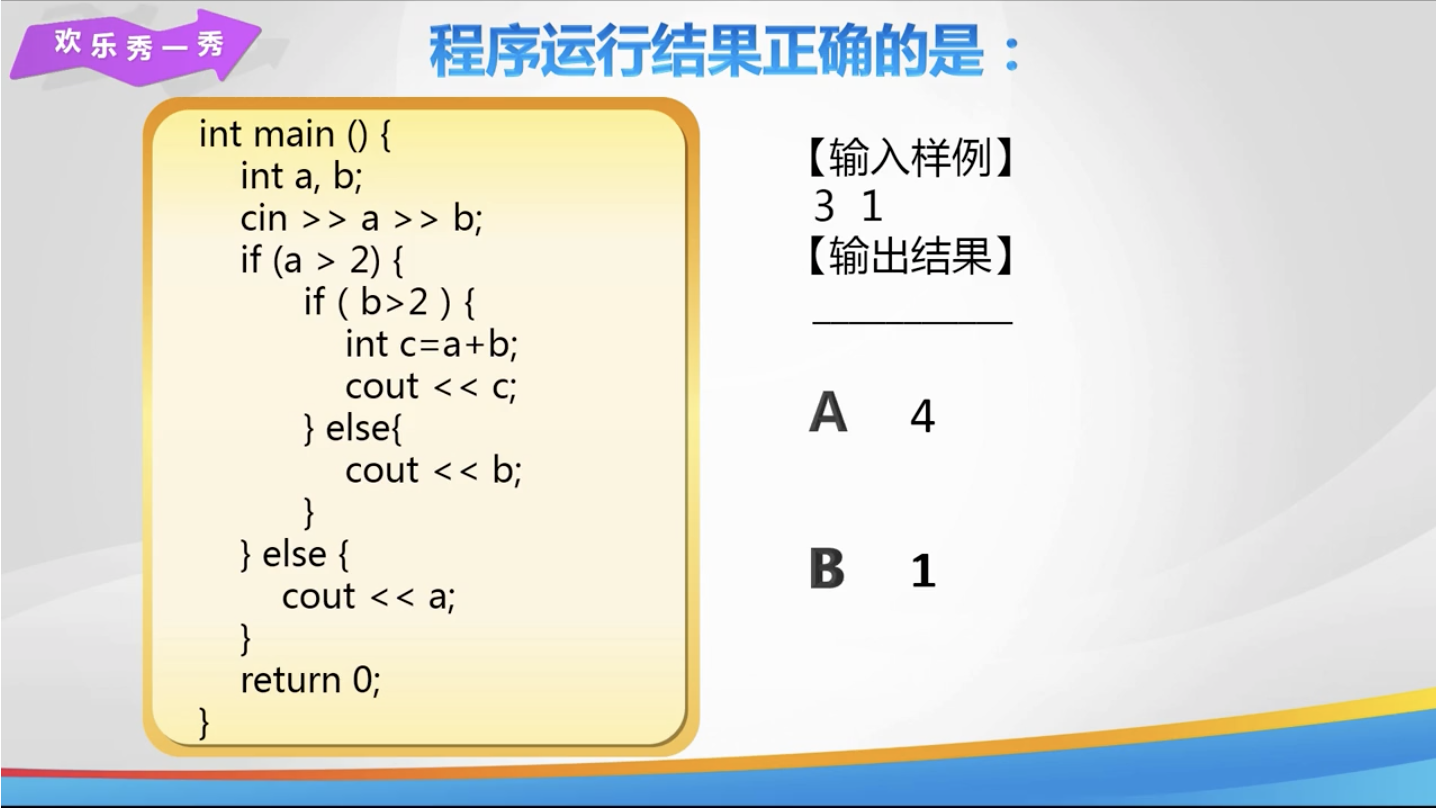 欢乐秀一秀
程序运行结果正确的是：
int main () {
int a, b;
cin >> a >> b;
if (a > 2) {
if ( b>2 ) {
int c=a+b;
cout << c;
} else{
cout << b;
}
} else {
cout << a;
}
return 0;
}
【输入样例】
3 1
【输出结果】
___________
A 4
B 1